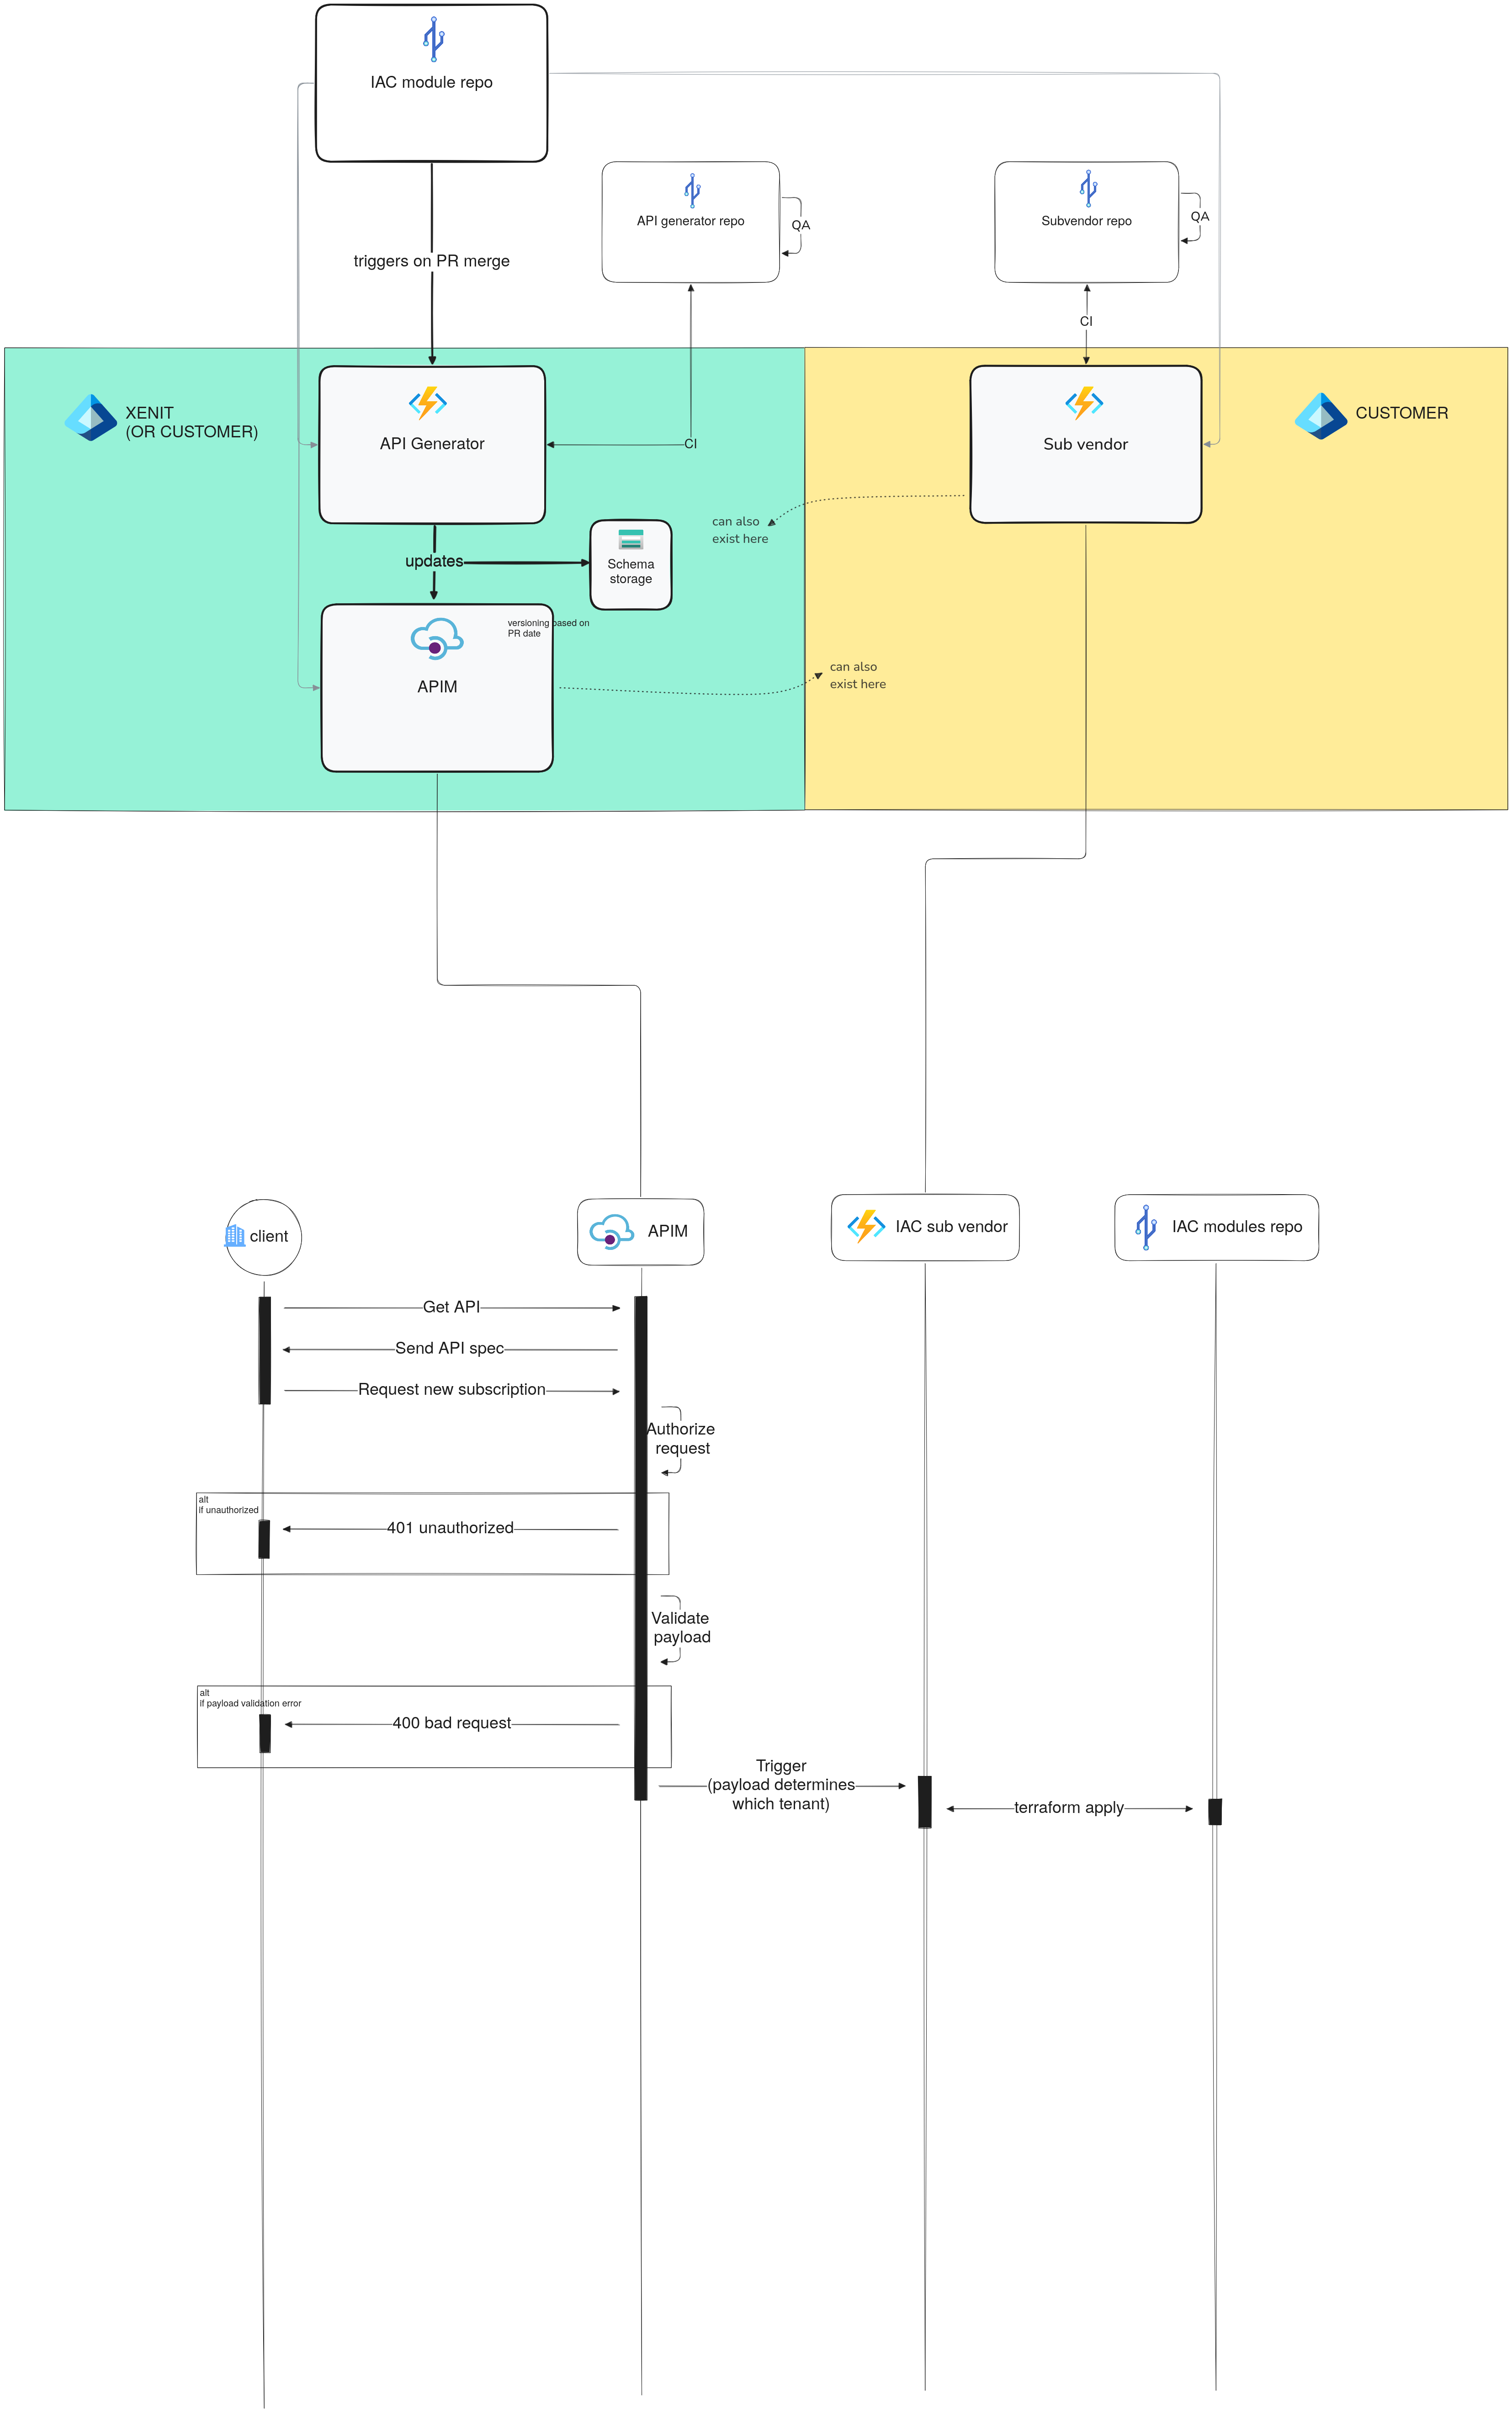 IAC module repo
API generator repo
QA
Subvendor repo
QA
triggers on PR merge
CI
XENIT
(OR CUSTOMER)
API Generator
CI
Sub vendor
CUSTOMER
can also
exist here
updates
Schema
storage
versioning based on
PR date
APIM
can also
exist here
client
APIM
IAC sub vendor
IAC modules repo
Get API
Send API spec
Request new subscription
Authorize
request
alt
if unauthorized
401 unauthorized
Validate
payload
alt
if payload validation error
400 bad request
Trigger
(payload determines
which tenant)
terraform apply